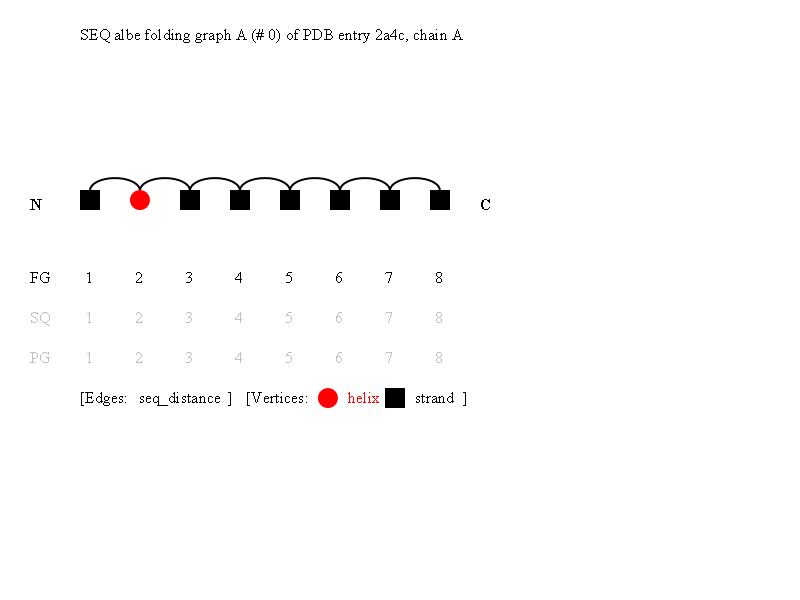 SEQ albe folding graph A (# 0) of PDB entry 2a4c, chain A
N C
FG 1 2 3 4 5 6 7 8
SQ 1 2 3 4 5 6 7 8
PG 1 2 3 4 5 6 7 8
[Edges: seq_distance ] [Vertices: helix strand ]